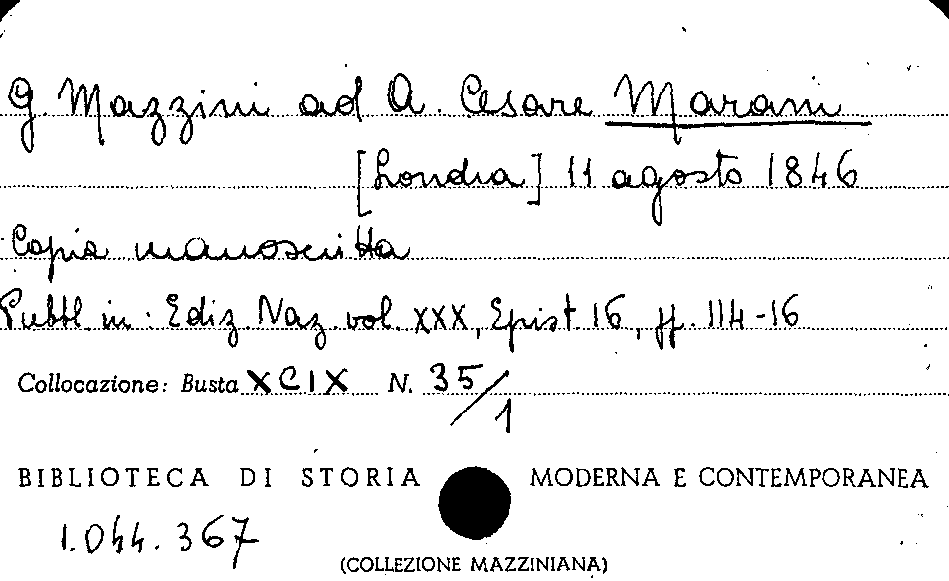 G. Mazzini ad A. Cesare Marani
[Londra] 11 agosto 1846
Copia manoscritta
Pubbl. in: Ediz. Naz. vol. XXX, Epist. 16, pp. 114-16
Collocazione: Busta XCIX N. 35/1
BIBLIOTECA DI STORIA MODERNA E CONTEMPORANEA
1.044.367
(COLLEZIONE MAZZINIANA)